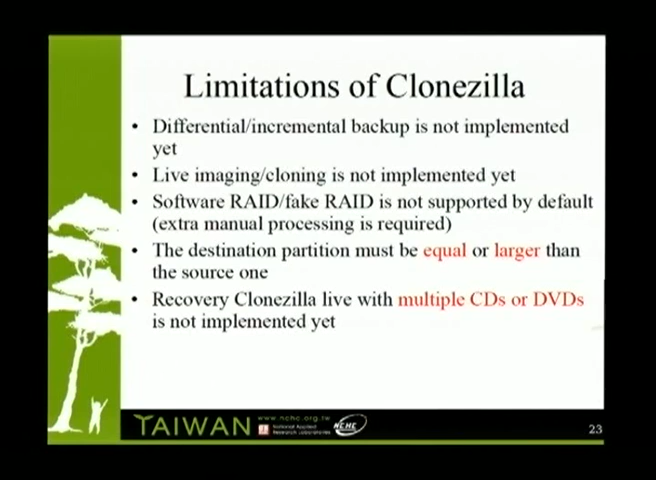 Limitations of Clonezilla
• Differential/incremental backup is not implemented
yet
• Live imaging/cloning is not implemented yet
• Software RAID/fake RAID is not supported by default
(extra manual processing is required)
• The destination partition must be equal or larger than
the source one
• Recovery Clonezilla live with multiple CDs or DVDs
is not implemented yet
TAIWAN
www.nchc.org.tw
National Applied
Research Laboratories
NCHC
23